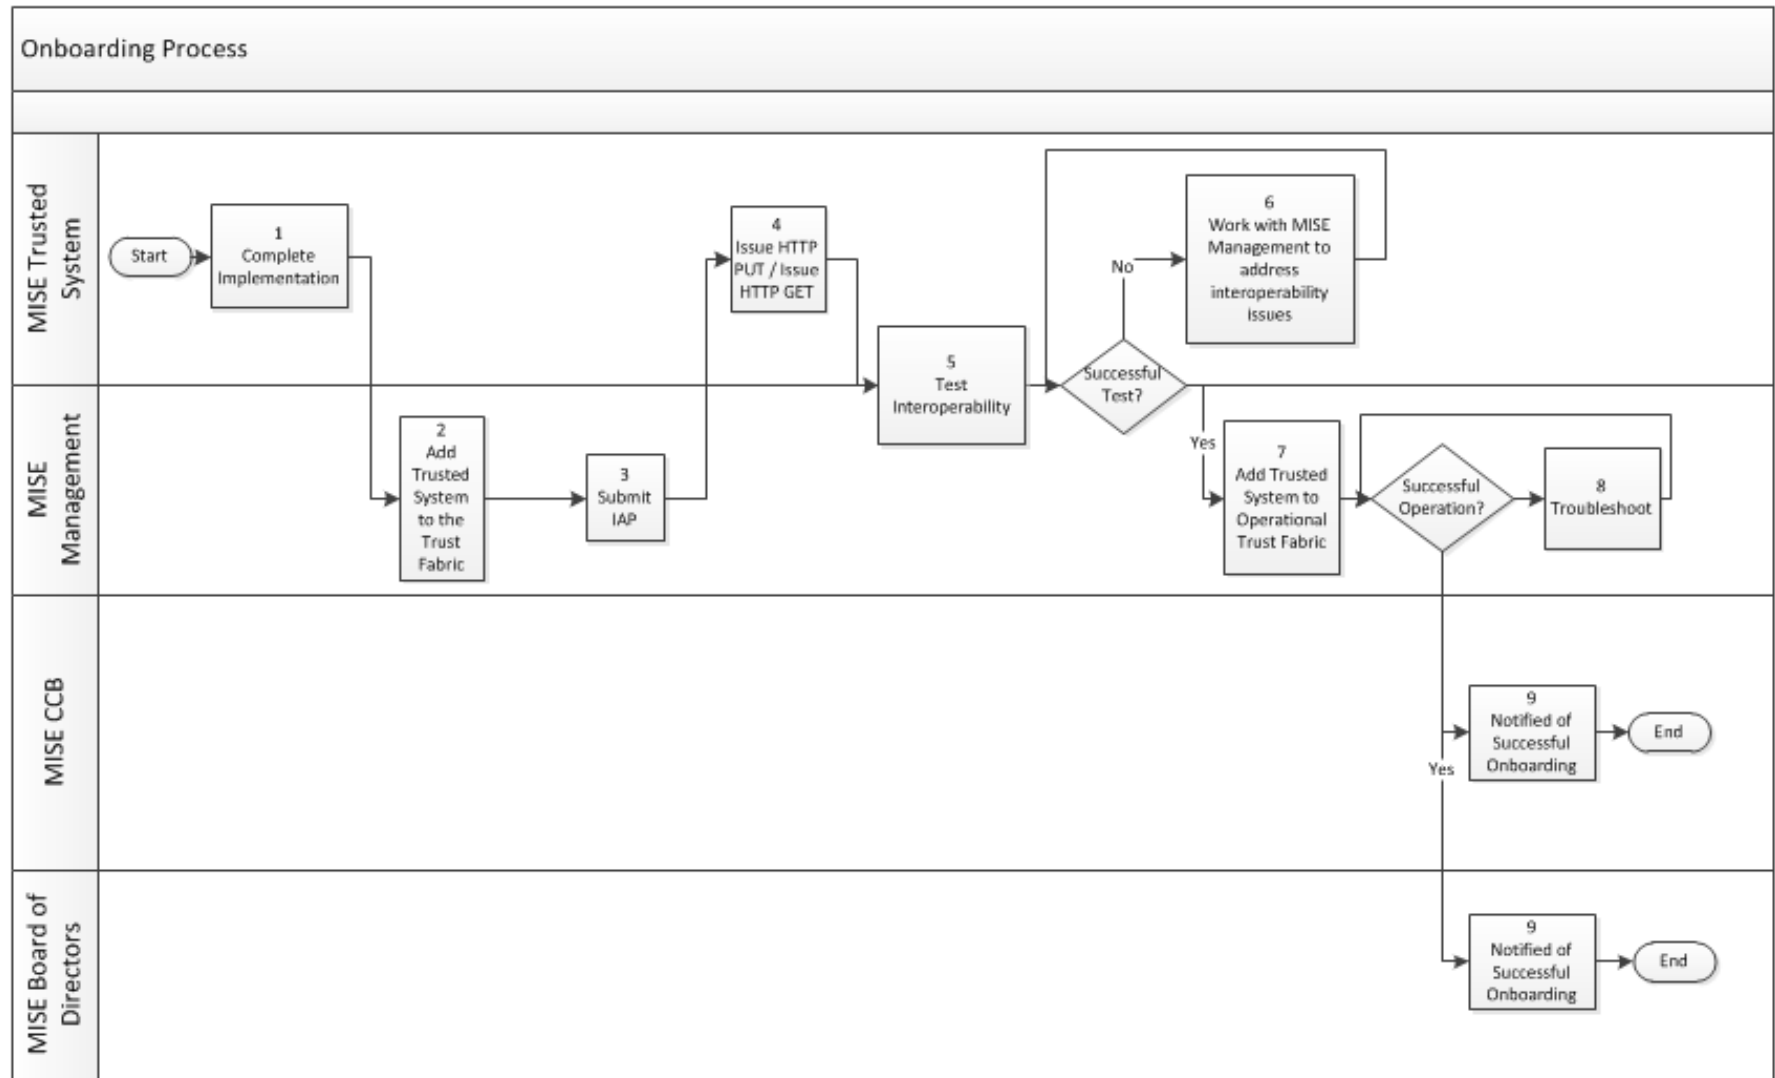 Onboarding Process
MISE Trusted
System
Start
1
Complete
Implementation
4
Issue HTTP
PUT / Issue
HTTP GET
5
Test
Interoperability
Successful
Test?
No
6
Work with MISE
Management to
address
interoperability
issues
Yes
MISE
Management
2
Add
Trusted
System
to the
Trust
Fabric
3
Submit
IAP
7
Add Trusted
System to
Operational
Trust Fabric
Successful
Operation?
8
Troubleshoot
MISE CCB
Yes
9
Notified of
Successful
Onboarding
End
MISE Board of
Directors
9
Notified of
Successful
Onboarding
End